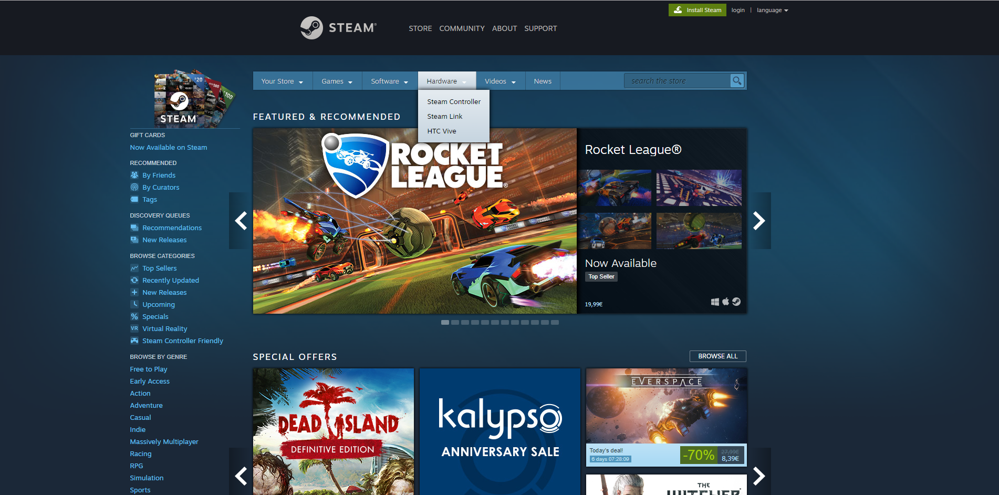 Install Steam
login | language
STEAM®
STORE COMMUNITY ABOUT SUPPORT
Your Store
Games
Software
Hardware
Videos
News
search the store
Steam Controller
Steam Link
HTC Vive
20
500
100
STEAM
GIFT CARDS
Now Available on Steam
RECOMMENDED
By Friends
By Curators
Tags
DISCOVERY QUEUES
Recommendations
New Releases
BROWSE CATEGORIES
Top Sellers
Recently Updated
New Releases
Upcoming
% Specials
VR Virtual Reality
Steam Controller Friendly
BROWSE BY GENRE
Free to Play
Early Access
Action
Adventure
Casual
Indie
Massively Multiplayer
Racing
RPG
Simulation
Sports
FEATURED & RECOMMENDED
ROCKET
LEAGUE®
Rocket League®
Now Available
Top Seller
19,99€
SPECIAL OFFERS
BROWSE ALL
DEAD ISLAND
DEFINITIVE EDITION
kalypso
ANNIVERSARY SALE
EVERSPACE
Today's deal!
6 days 07:28:09
-70%
27,99€
8,39€
THE
WITCHER